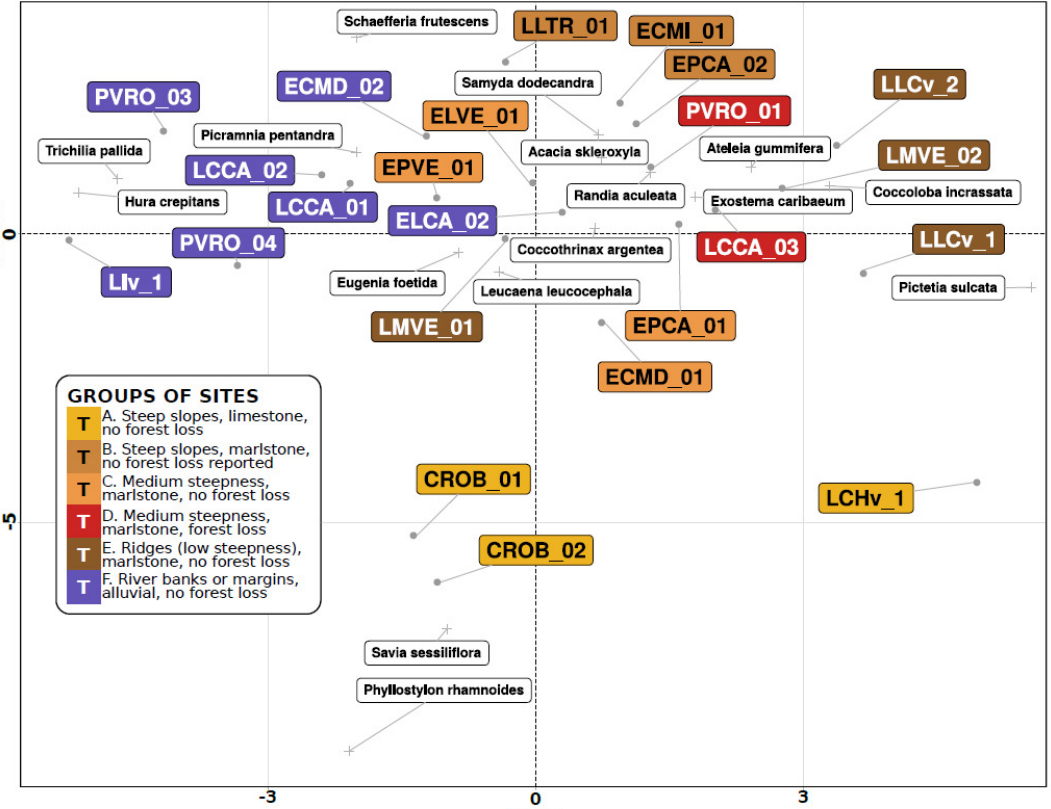 Schaefferia frutescens
LLTR_01
ECMI_01
EPCA_02
Samyda dodecandra
LLCv_2
ECMD_02
PVRO_03
ELVE_01
PVRO_01
Picramnia pentandra
Trichilia pallida
Acacia skleroxyla
Ateleia gummifera
LMVE_02
LCCA_02
EPVE_01
Hura crepitans
LCCA_01
Randia aculeata
Exostema caribaeum
Coccoloba incrassata
ELCA_02
0
PVRO_04
Coccothrinax argentea
LCCA_03
LLCv_1
LIv_1
Eugenia foetida
Leucaena leucocephala
Pictetia sulcata
LMVE_01
EPCA_01
ECMD_01
GROUPS OF SITES
T A. Steep slopes, limestone,
no forest loss
T B. Steep slopes, marlstone,
no forest loss reported
T C. Medium steepness,
marlstone, no forest loss
T D. Medium steepness,
marlstone, forest loss
T E. Ridges (low steepness),
marlstone, no forest loss
T F. River banks or margins,
alluvial, no forest loss
CROB_01
LCHv_1
-5
CROB_02
Savia sessiliflora
Phyllostylon rhamnoides
-3
0
3